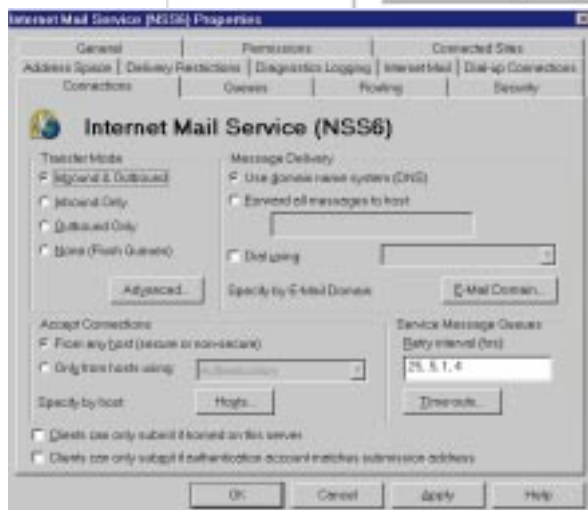 Internet Mail Service (NSS6) Properties
General Permissions Connected Sites
Address Space Delivery Restrictions Diagnostics Logging Internet Mail Dial-up Connections
Connections Queues Routing Security
Internet Mail Service (NSS6)
Transfer Mode
Inbound & Outbound
Inbound Only
Outbound Only
None (Flush Queues)
Advanced...
Message Delivery
Use domain name system (DNS)
Forward all messages to host:
Dial using:
Specify by E-Mail Domain: E-Mail Domain...
Accept Connections
From any host (secure or non-secure)
Only from hosts using:
Specify by host: Hosts...
Service Message Queues
Retry interval (hrs):
Time-outs...
Clients can only submit if homed on this server
Clients can only submit if authentication account matches submission address
OK Cancel Apply Help